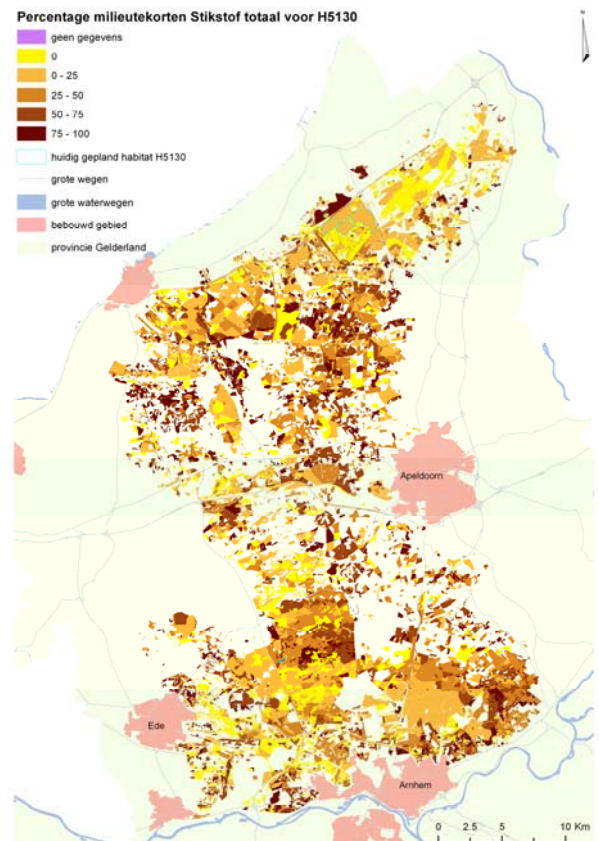 Percentage milieutekorten Stikstof totaal voor H5130
geen gegevens
0
0 - 25
25 - 50
50 - 75
75 - 100
huidig gepland habitat H5130
grote wegen
grote waterwegen
bebouwd gebied
provincie Gelderland
N
Apeldoorn
Ede
Arnhem
0 2.5 5 10 Km